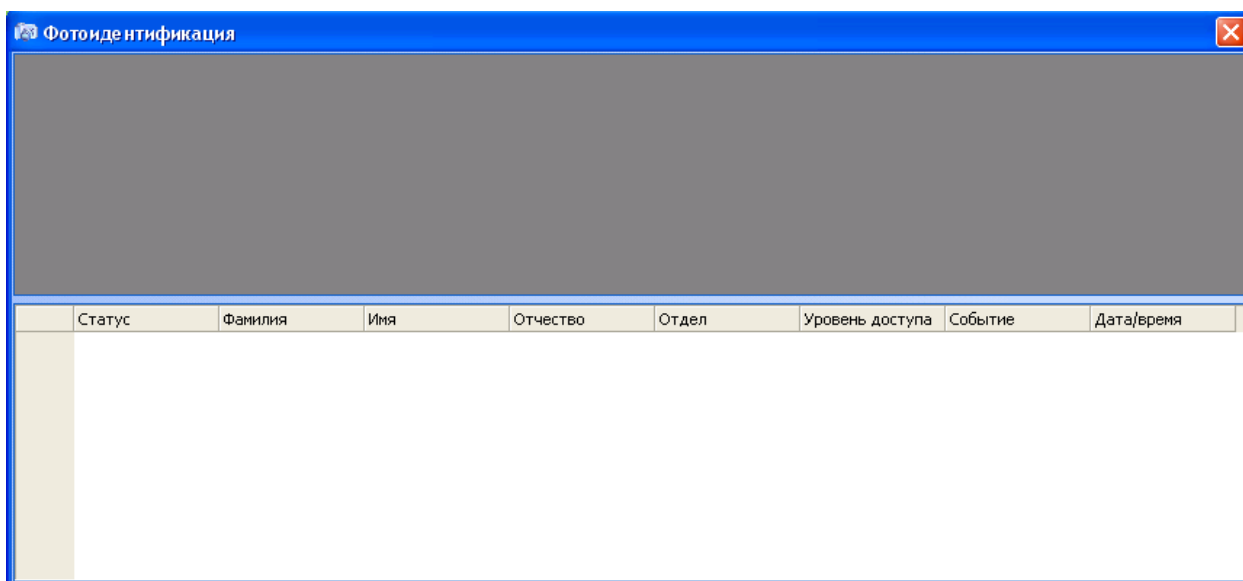 Фотоидентификация
Статус Фамилия Имя Отчество Отдел Уровень доступа Событие Дата/время